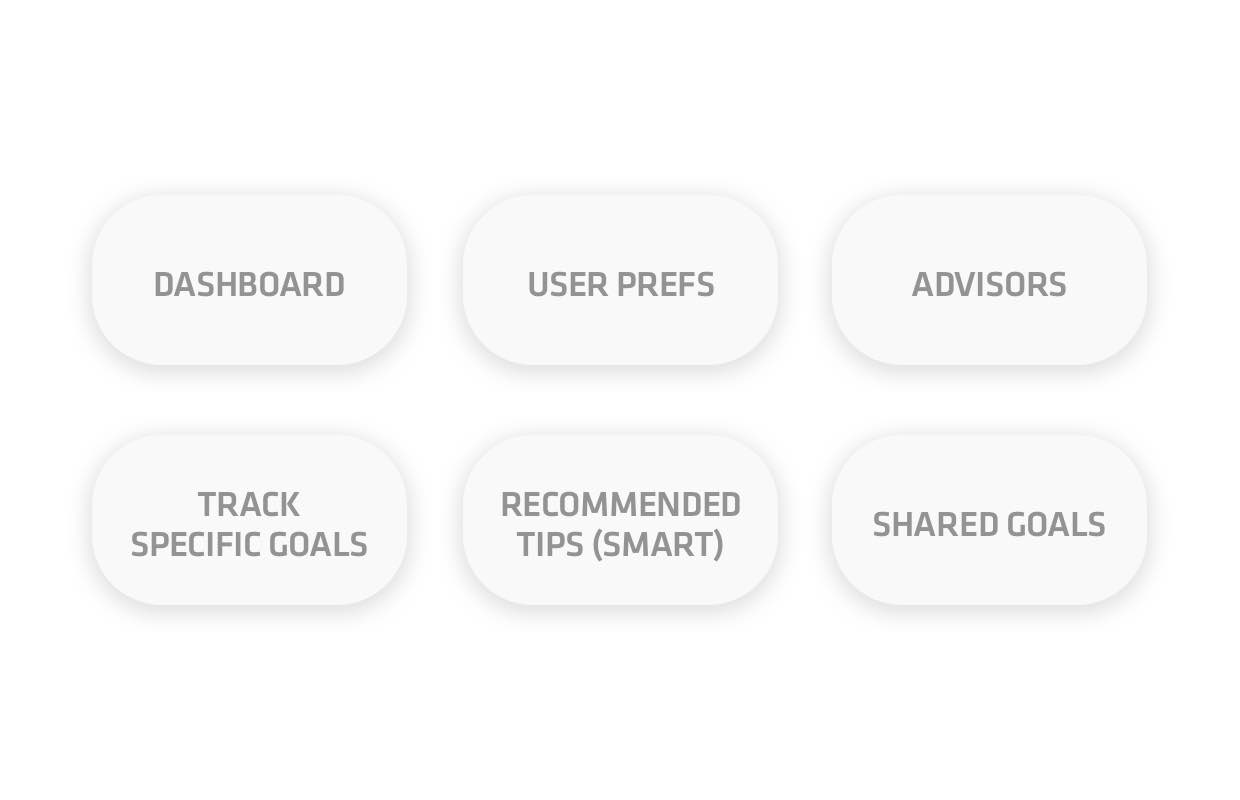 DASHBOARD
USER PREFS
ADVISORS
TRACK
SPECIFIC GOALS
RECOMMENDED
TIPS (SMART)
SHARED GOALS